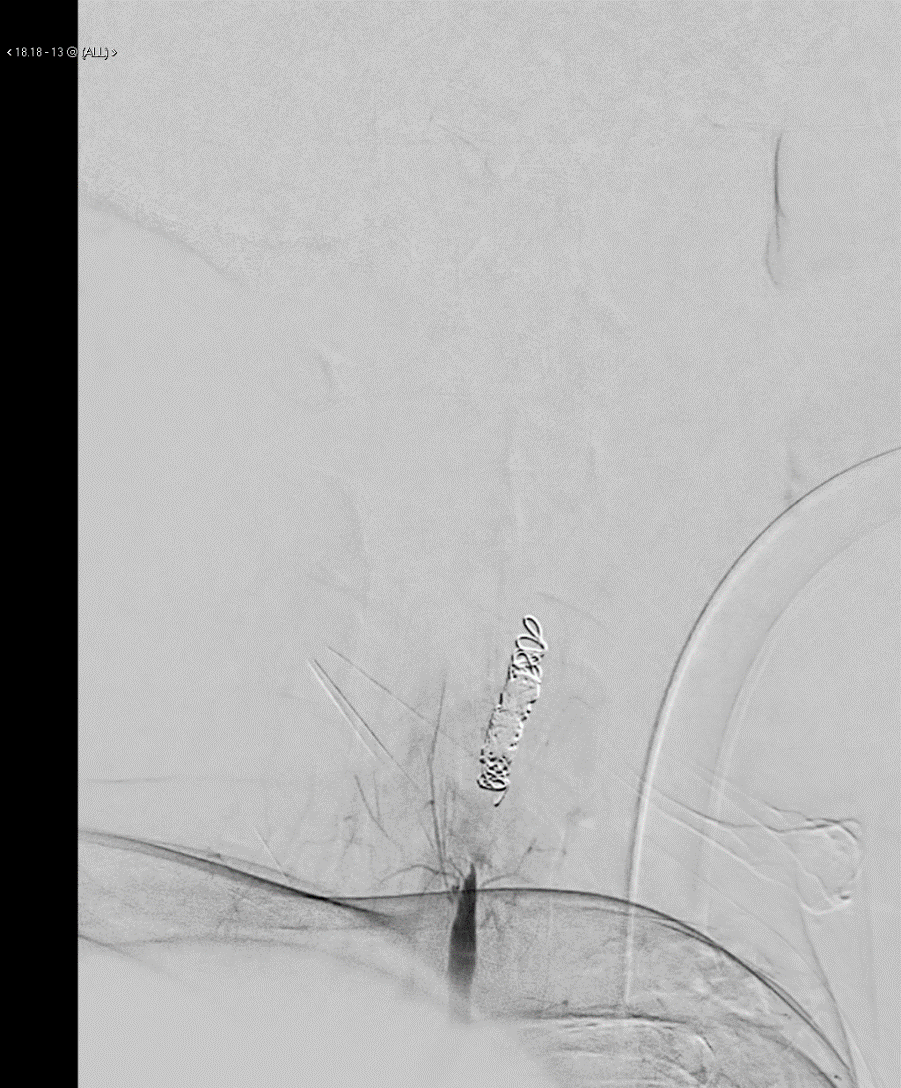 ‹ 18.18 - 13 @ (ALL) ›